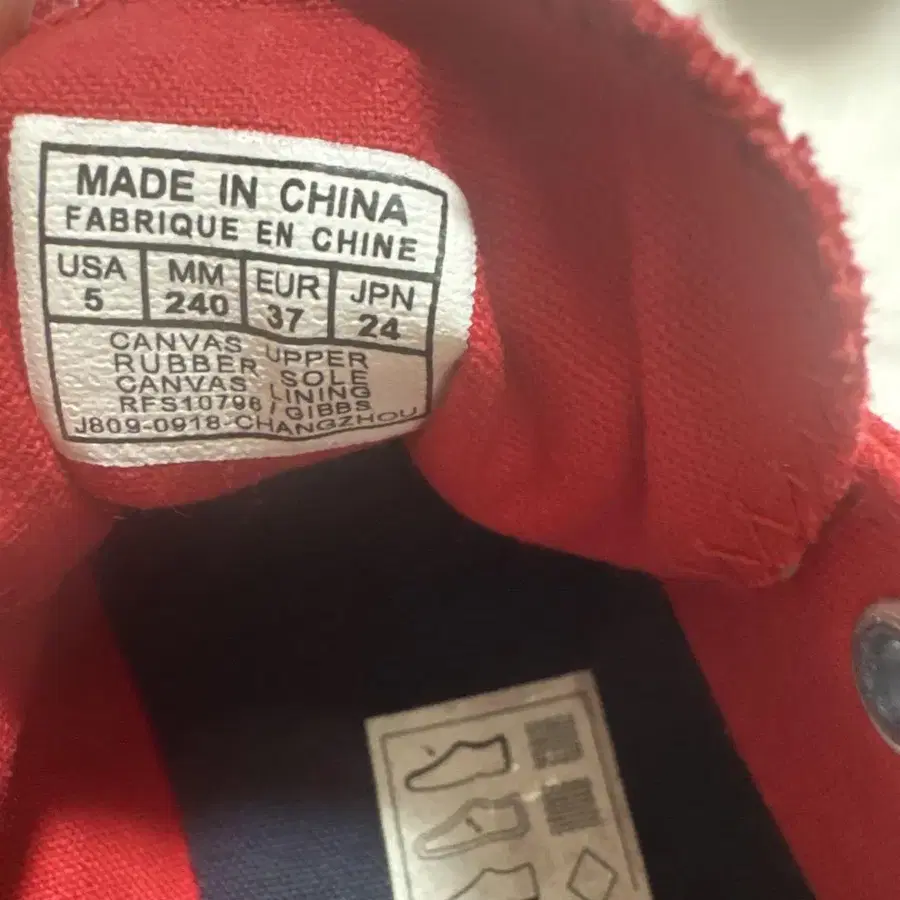 MADE IN CHINA
FABRIQUE EN CHINE
USA MM EUR JPN
5 240 37 24
CANVAS UPPER
RUBBER SOLE
CANVAS LINING
RFS10796/GIBBS
J809-0918-CHANGZHOU